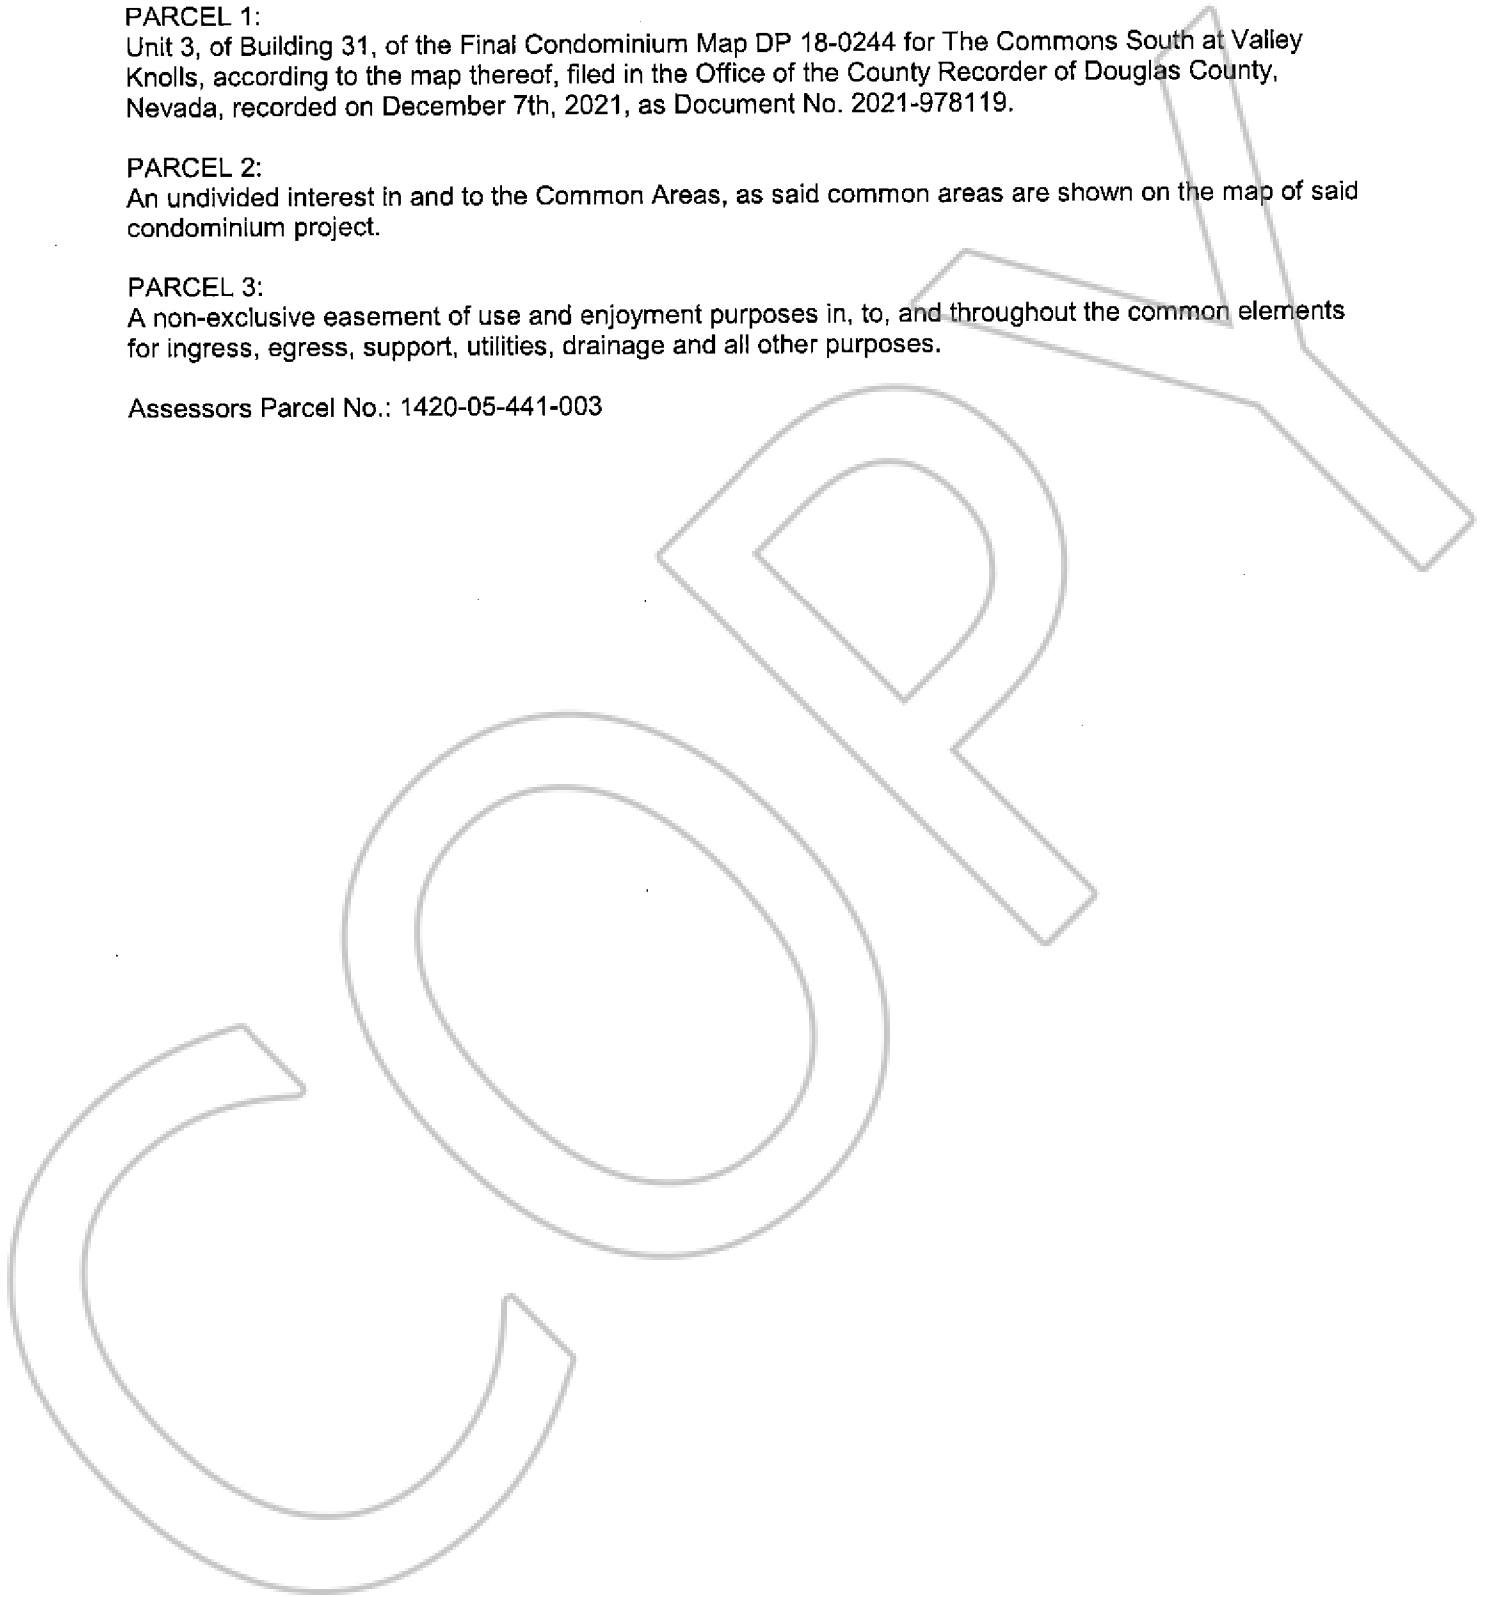 PARCEL 1:
Unit 3, of Building 31, of the Final Condominium Map DP 18-0244 for The Commons South at Valley
Knolls, according to the map thereof, filed in the Office of the County Recorder of Douglas County,
Nevada, recorded on December 7th, 2021, as Document No. 2021-978119.
PARCEL 2:
An undivided interest in and to the Common Areas, as said common areas are shown on the map of said
condominium project.
PARCEL 3:
A non-exclusive easement of use and enjoyment purposes in, to, and throughout the common elements
for ingress, egress, support, utilities, drainage and all other purposes.
Assessors Parcel No.: 1420-05-441-003
COPY